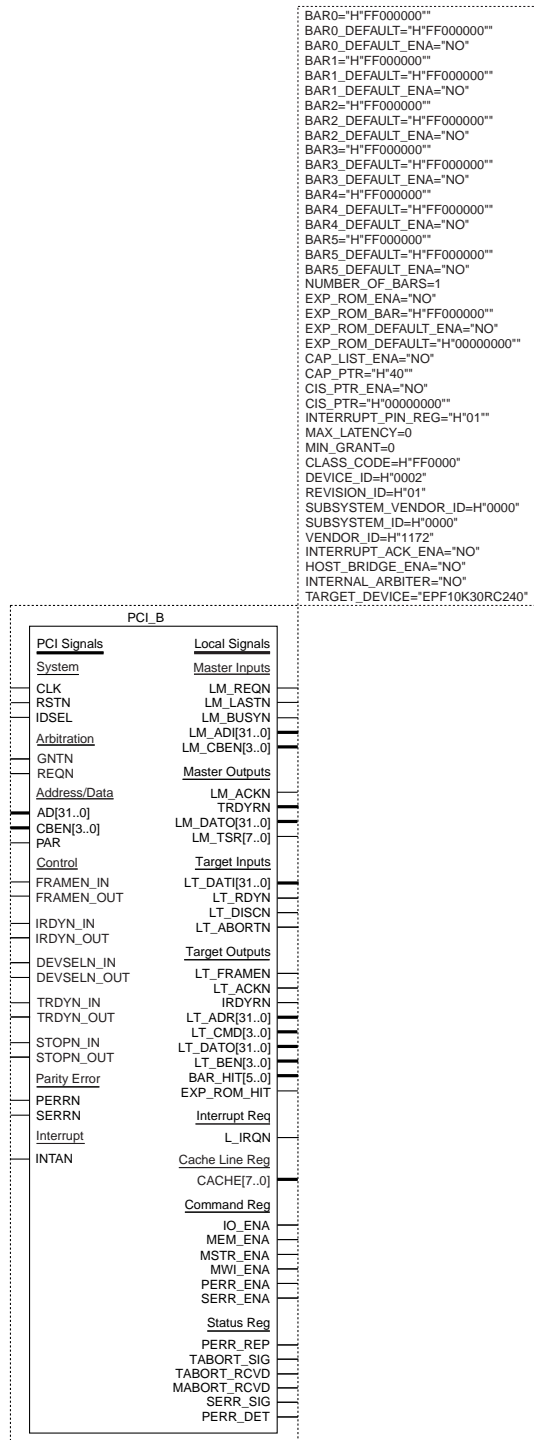 BAR0="H"FF000000""
BAR0_DEFAULT="H"FF000000""
BAR0_DEFAULT_ENA="NO"
BAR1="H"FF000000""
BAR1_DEFAULT="H"FF000000""
BAR1_DEFAULT_ENA="NO"
BAR2="H"FF000000""
BAR2_DEFAULT="H"FF000000""
BAR2_DEFAULT_ENA="NO"
BAR3="H"FF000000""
BAR3_DEFAULT="H"FF000000""
BAR3_DEFAULT_ENA="NO"
BAR4="H"FF000000""
BAR4_DEFAULT="H"FF000000""
BAR4_DEFAULT_ENA="NO"
BAR5="H"FF000000""
BAR5_DEFAULT="H"FF000000""
BAR5_DEFAULT_ENA="NO"
NUMBER_OF_BARS=1
EXP_ROM_ENA="NO"
EXP_ROM_BAR="H"FF000000""
EXP_ROM_DEFAULT_ENA="NO"
EXP_ROM_DEFAULT="H"00000000""
CAP_LIST_ENA="NO"
CAP_PTR="H"40""
CIS_PTR_ENA="NO"
CIS_PTR="H"00000000""
INTERRUPT_PIN_REG="H"01""
MAX_LATENCY=0
MIN_GRANT=0
CLASS_CODE=H"FF0000"
DEVICE_ID=H"0002"
REVISION_ID=H"01"
SUBSYSTEM_VENDOR_ID=H"0000"
SUBSYSTEM_ID=H"0000"
VENDOR_ID=H"1172"
INTERRUPT_ACK_ENA="NO"
HOST_BRIDGE_ENA="NO"
INTERNAL_ARBITER="NO"
TARGET_DEVICE="EPF10K30RC240"
PCI_B
PCI Signals
System
CLK
RSTN
IDSEL
Arbitration
GNTN
REQN
Address/Data
AD[31..0]
CBEN[3..0]
PAR
Control
FRAMEN_IN
FRAMEN_OUT
IRDYN_IN
IRDYN_OUT
DEVSELN_IN
DEVSELN_OUT
TRDYN_IN
TRDYN_OUT
STOPN_IN
STOPN_OUT
Parity Error
PERRN
SERRN
Interrupt
INTAN
Local Signals
Master Inputs
LM_REQN
LM_LASTN
LM_BUSYN
LM_ADI[31..0]
LM_CBEN[3..0]
Master Outputs
LM_ACKN
TRDYRN
LM_DATO[31..0]
LM_TSR[7..0]
Target Inputs
LT_DATI[31..0]
LT_RDYN
LT_DISCN
LT_ABORTN
Target Outputs
LT_FRAMEN
LT_ACKN
IRDYRN
LT_ADR[31..0]
LT_CMD[3..0]
LT_DATO[31..0]
LT_BEN[3..0]
BAR_HIT[5..0]
EXP_ROM_HIT
Interrupt Req
L_IRQN
Cache Line Reg
CACHE[7..0]
Command Reg
IO_ENA
MEM_ENA
MSTR_ENA
MWI_ENA
PERR_ENA
SERR_ENA
Status Reg
PERR_REP
TABORT_SIG
TABORT_RCVD
MABORT_RCVD
SERR_SIG
PERR_DET